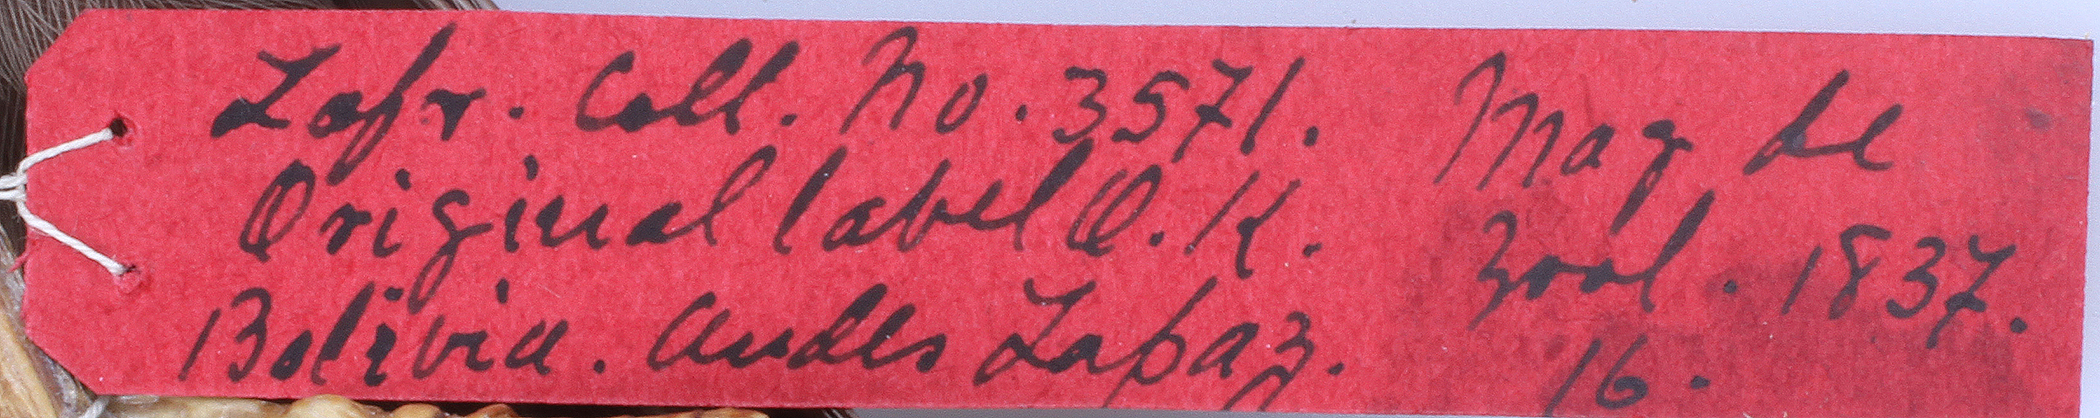 Lafr. Coll. No. 3571.
Original label O.K.
Bolivia. Andes Lapaz.
Mag de
Zool. 1837.
16.